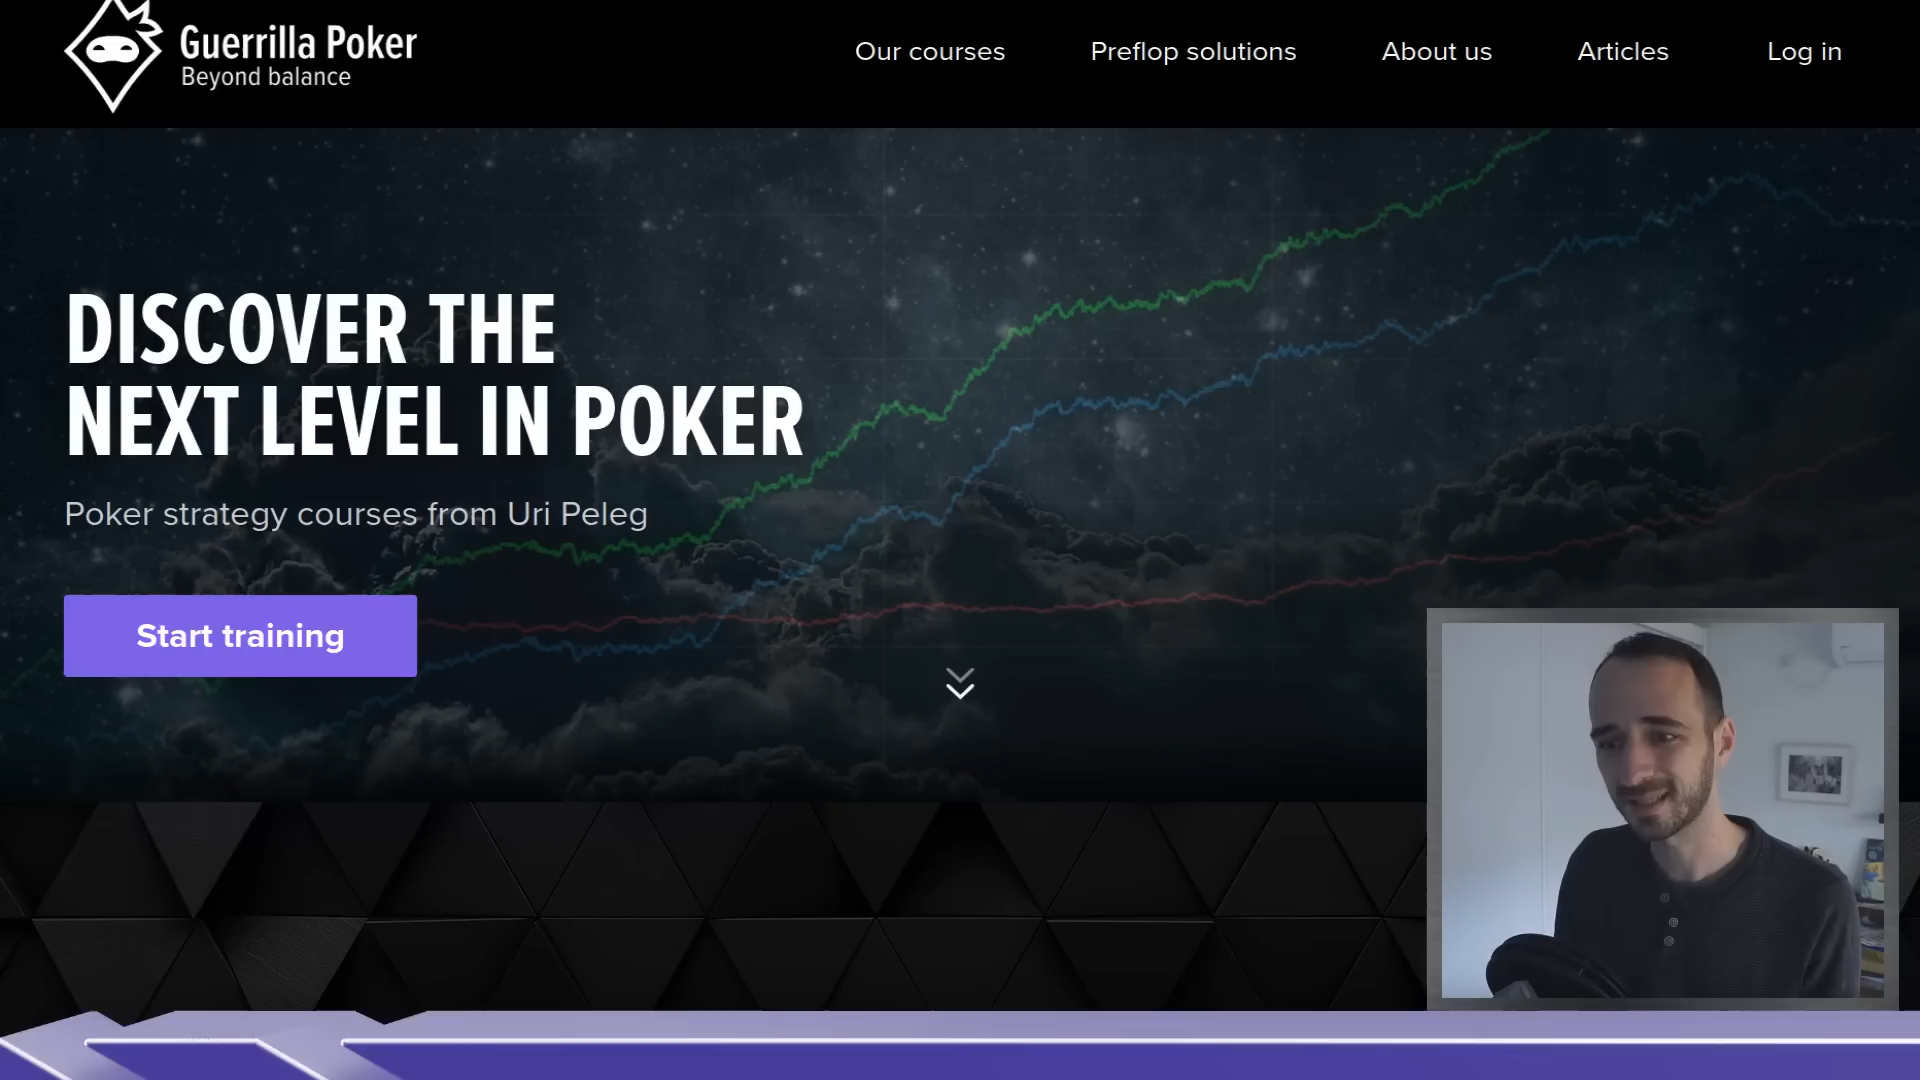 Guerrilla Poker
Beyond balance
Our courses
Preflop solutions
About us
Articles
Log in
DISCOVER THE
NEXT LEVEL IN POKER
Poker strategy courses from Uri Peleg
Start training